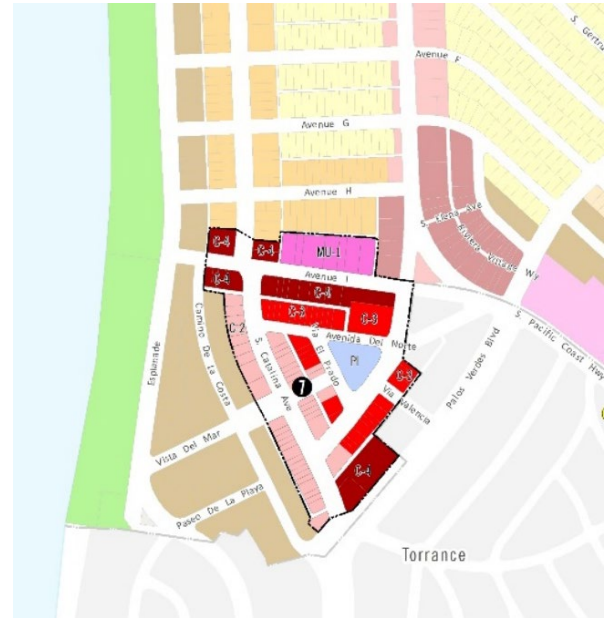 Avenue F
Avenue G
Avenue H
S. Elena Ave
Riviera Village Wy
C-4
C-4
MU-1
C-4
Avenue I
C-4
C-3
C-3
C-2
Avenida Del Norte
S. Pacific Coast Hwy
Esplanade
Camino De La Costa
S. Catalina Ave
Via El Prado
PI
Palos Verdes Blvd
7
Via Valencia
Vista Del Mar
C-4
Paseo De La Playa
Torrance